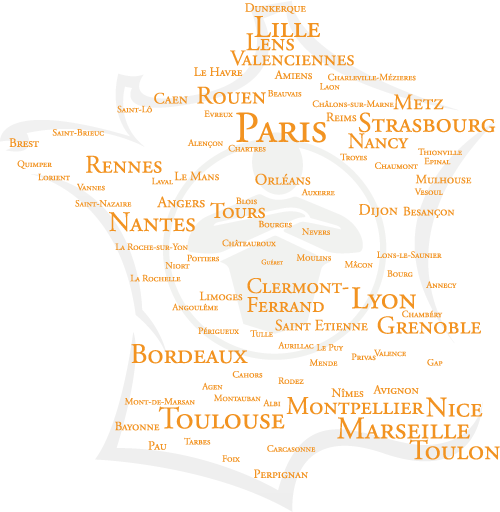 Dunkerque
Lille
Lens
Valenciennes
Le Havre
Amiens
Charleville-Mézieres
Laon
Caen
Rouen
Beauvais
Saint-Lô
Evreux
Châlons-sur-Marne
Metz
Reims
Strasbourg
Paris
Brest
Saint-Brieuc
Alençon
Chartres
Nancy
Troyes
Thionville
Epinal
Quimper
Lorient
Rennes
Vannes
Laval
Le Mans
Orléans
Auxerre
Chaumont
Mulhouse
Vesoul
Saint-Nazaire
Angers
Blois
Tours
Dijon
Besançon
Nantes
Bourges
Nevers
La Roche-sur-Yon
Châteauroux
Poitiers
Niort
Guéret
Moulins
Mâcon
Lons-le-Saunier
Bourg
La Rochelle
Annecy
Limoges
Clermont-
Ferrand
Lyon
Angoulême
Chambéry
Périgueux
Tulle
Saint Etienne
Grenoble
Bordeaux
Aurillac
Le Puy
Privas
Valence
Mende
Gap
Cahors
Rodez
Agen
Nîmes
Avignon
Mont-de-Marsan
Montauban
Albi
Montpellier
Nice
Bayonne
Toulouse
Marseille
Pau
Tarbes
Carcasonne
Toulon
Foix
Perpignan